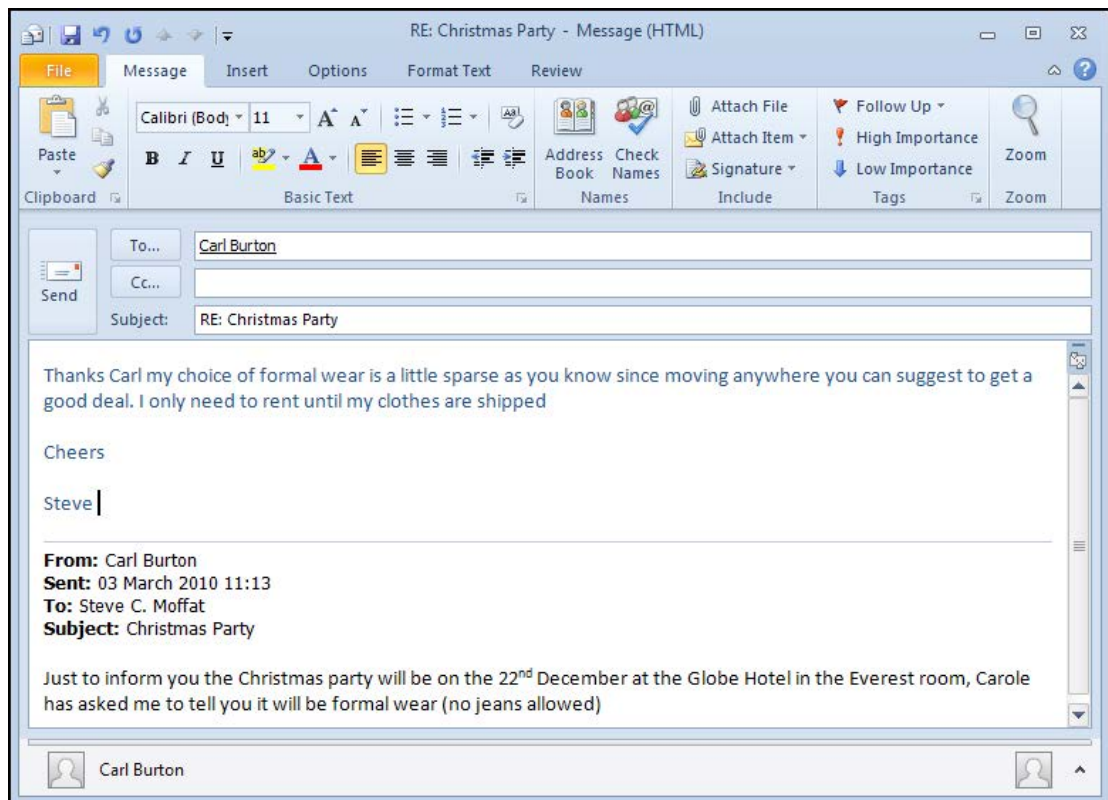 RE: Christmas Party - Message (HTML)
File Message Insert Options Format Text Review
Calibri (Body 11
Attach File
Follow Up
Attach Item
High Importance
Paste
B I U
Address Book
Check Names
Signature
Low Importance
Zoom
Clipboard Basic Text Names Include Tags Zoom
Send
To... Carl Burton
Cc...
Subject: RE: Christmas Party
Thanks Carl my choice of formal wear is a little sparse as you know since moving anywhere you can suggest to get a
good deal. I only need to rent until my clothes are shipped
Cheers
Steve
From: Carl Burton
Sent: 03 March 2010 11:13
To: Steve C. Moffat
Subject: Christmas Party
Just to inform you the Christmas party will be on the 22nd December at the Globe Hotel in the Everest room, Carole
has asked me to tell you it will be formal wear (no jeans allowed)
Carl Burton